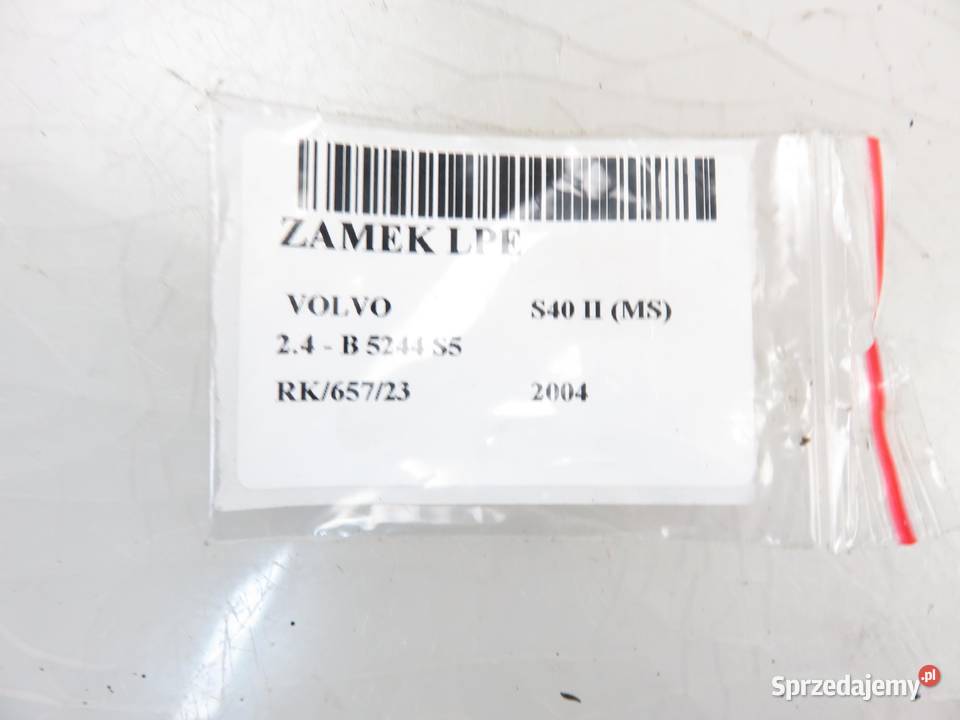 ZAMEK LPE
VOLVO S40 II (MS)
2.4 - B 5244 S5
RK/657/23 2004
Sprzedajemy.pl